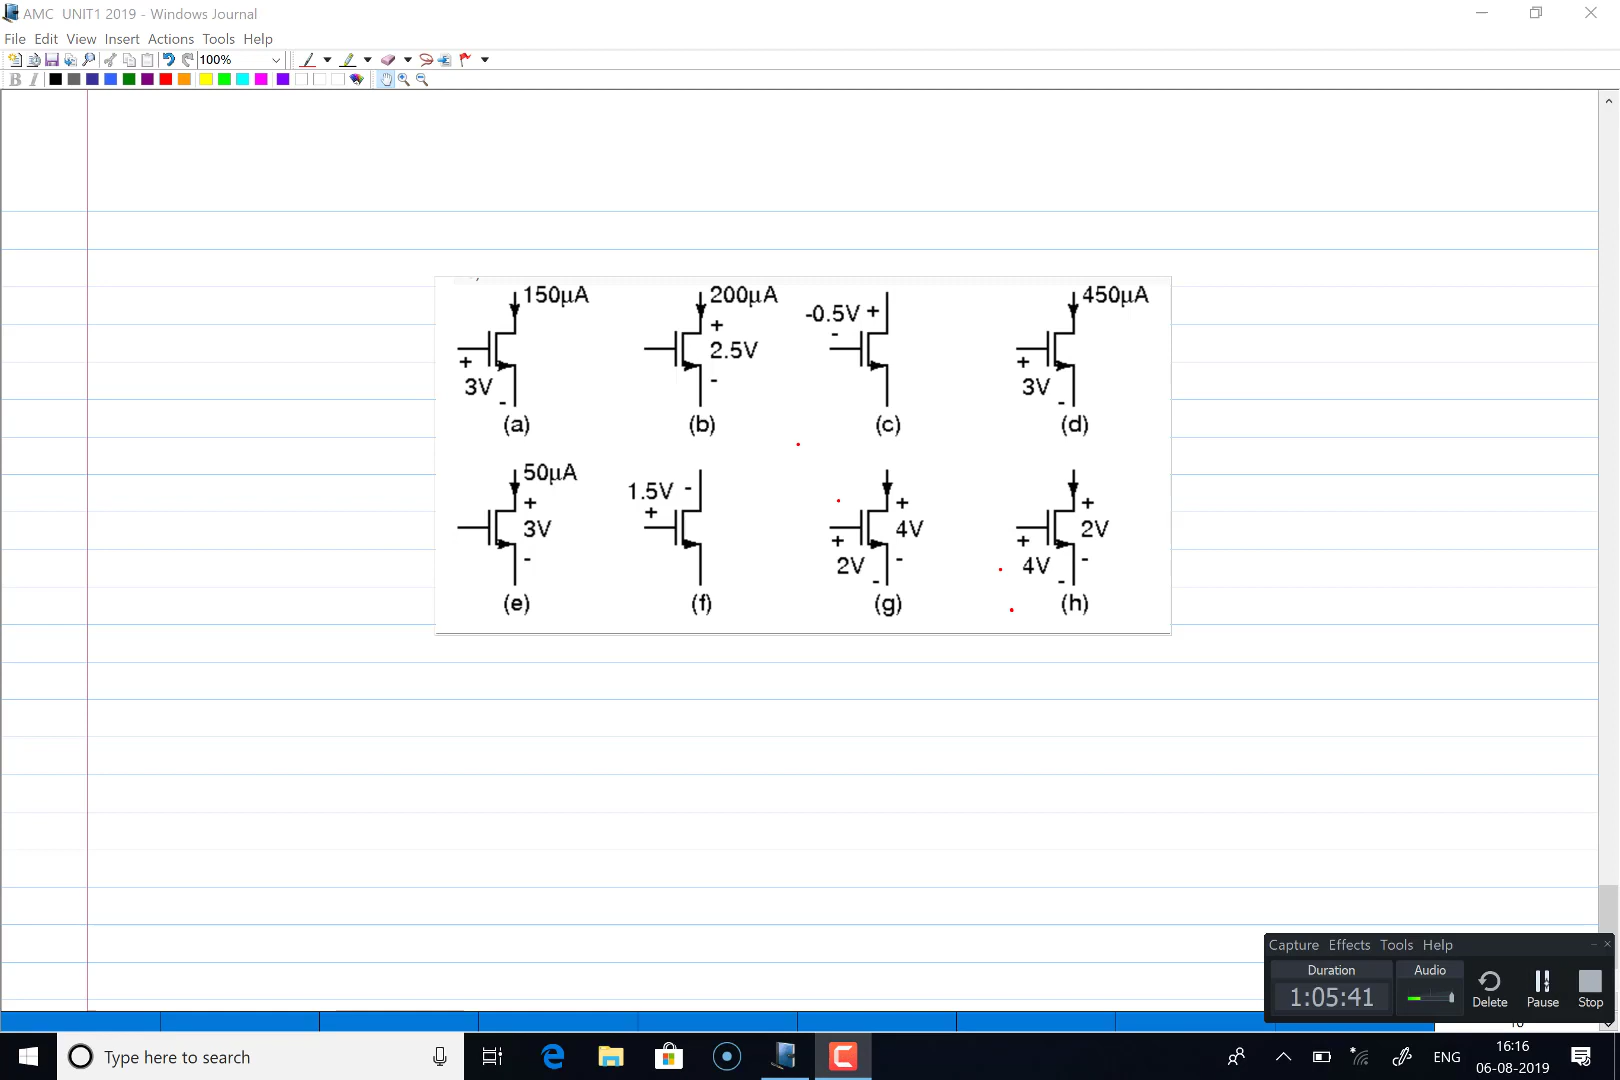 AMC UNIT1 2019 - Windows Journal
File Edit View Insert Actions Tools Help
100%
B I
150µA 200µA -0.5V + 450µA
+ 2.5V - -
+ 3V - + 3V -
(a) (b) (c) (d)
50µA 1.5V -
+ 3V - + + 4V - + 2V -
+ 2V - + 4V -
(e) (f) (g) (h)
Capture Effects Tools Help
Duration Audio
1:05:41 Delete Pause Stop
Type here to search
ENG
16:16
06-08-2019